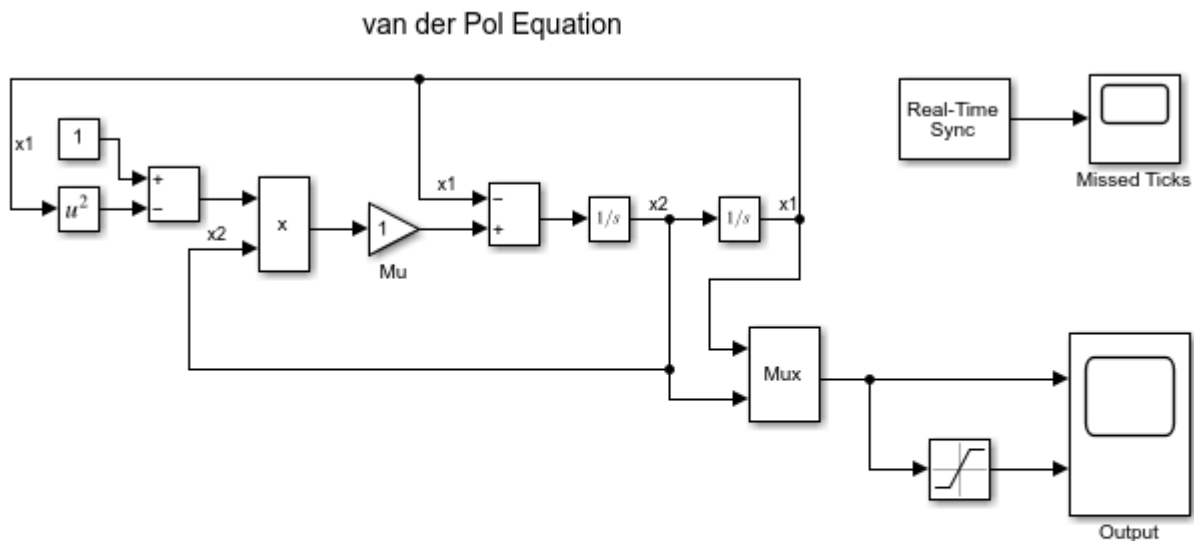 van der Pol Equation
x1
1
+
−
u²
x2
x
1
Mu
x1
−
+
1/s
x2
1/s
x1
Real-Time
Sync
Missed Ticks
Mux
Output